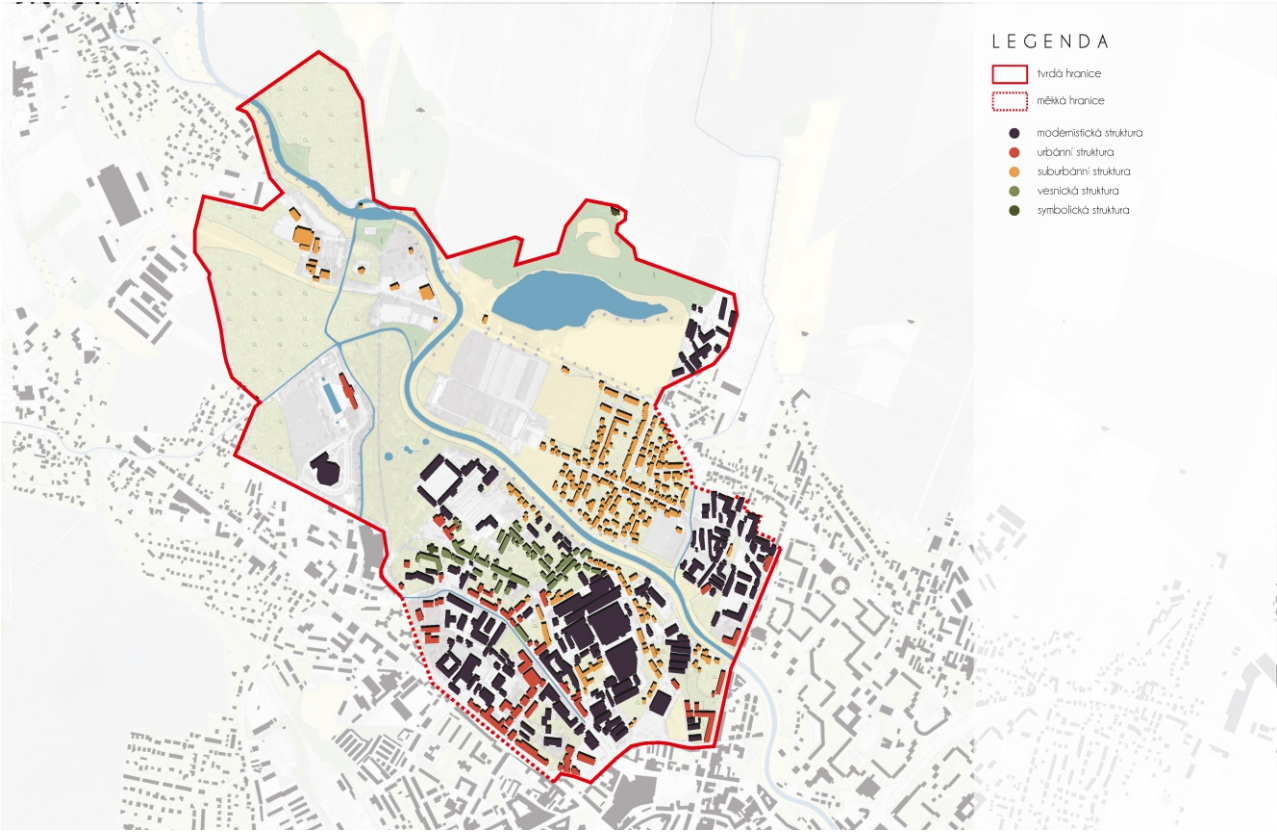 LEGENDA
tvrdá hranice
měkká hranice
modernistická struktura
urbánní struktura
suburbánní struktura
vesnická struktura
symbolická struktura